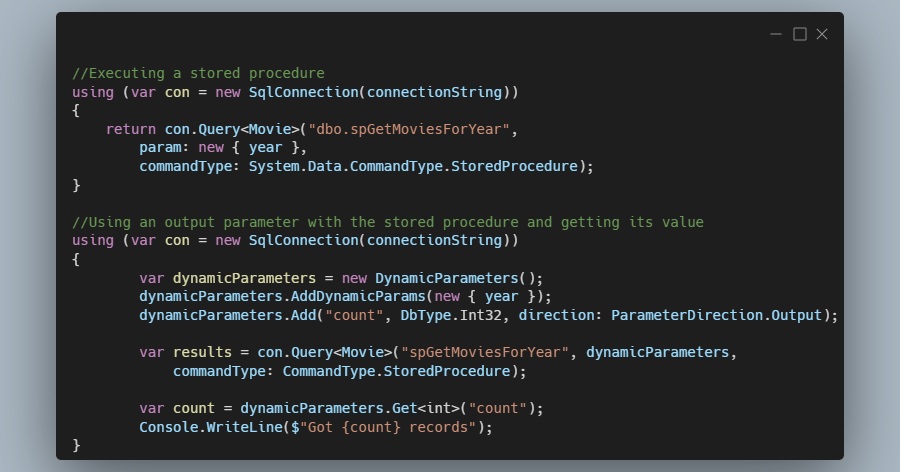 //Executing a stored procedure
using (var con = new SqlConnection(connectionString))
{
    return con.Query<Movie>("dbo.spGetMoviesForYear",
        param: new { year },
        commandType: System.Data.CommandType.StoredProcedure);
}

//Using an output parameter with the stored procedure and getting its value
using (var con = new SqlConnection(connectionString))
{
        var dynamicParameters = new DynamicParameters();
        dynamicParameters.AddDynamicParams(new { year });
        dynamicParameters.Add("count", DbType.Int32, direction: ParameterDirection.Output);

        var results = con.Query<Movie>("spGetMoviesForYear", dynamicParameters,
            commandType: CommandType.StoredProcedure);

        var count = dynamicParameters.Get<int>("count");
        Console.WriteLine($"Got {count} records");
}